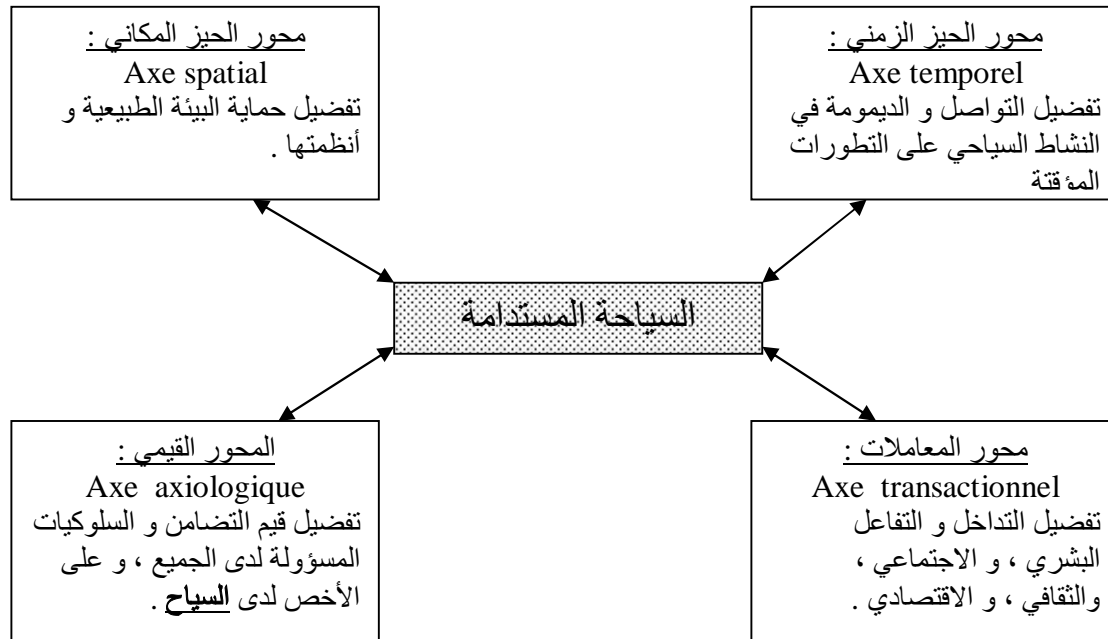 محور الحيز الزمني :
Axe temporel
تفضيل التواصل و الديمومة في
النشاط السياحي على التطورات
المؤقتة
محور الحيز المكاني :
Axe spatial
تفضيل حماية البيئة الطبيعية و
أنظمتها .
السياحة المستدامة
محور المعاملات :
Axe transactionnel
تفضيل التداخل و التفاعل
البشري ، و الاجتماعي ،
والثقافي ، و الاقتصادي .
المحور القيمي :
Axe axiologique
تفضيل قيم التضامن و السلوكيات
المسؤولة لدى الجميع ، و على
الأخص لدى السياح .